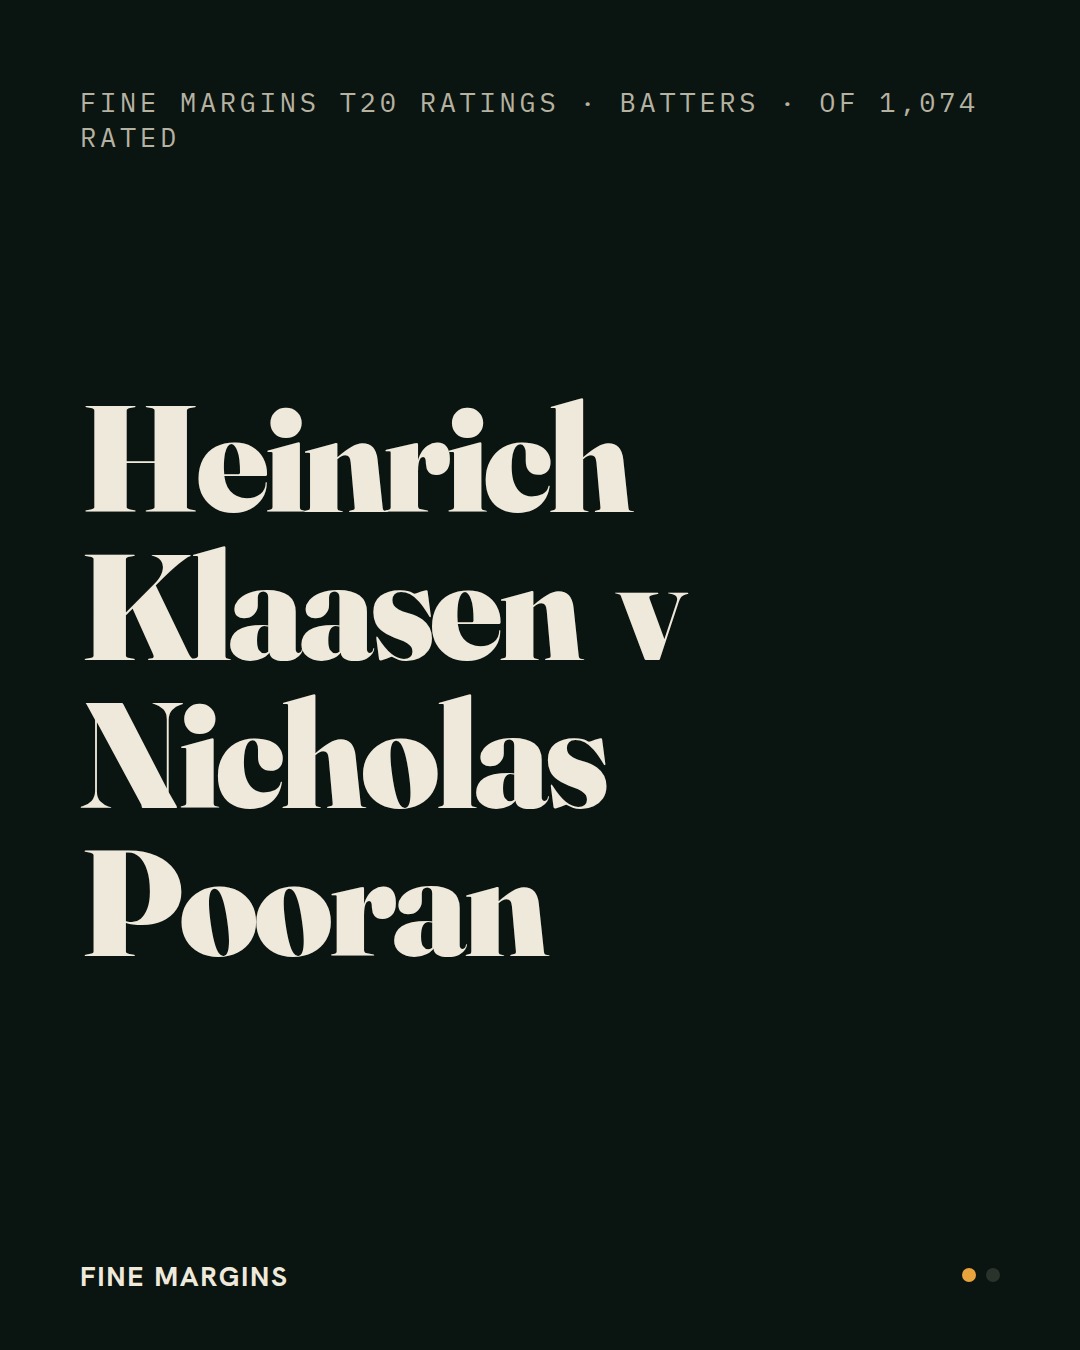 FINE MARGINS T20 RATINGS · BATTERS · OF 1,074
RATED
Heinrich
Klaasen v
Nicholas
Pooran
FINE MARGINS